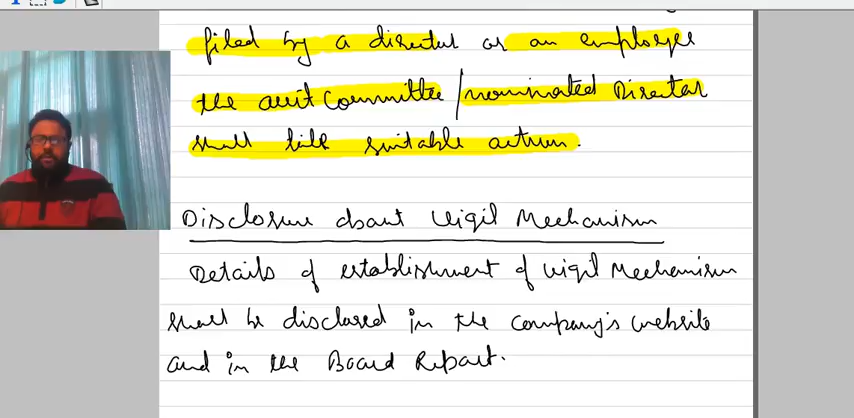 filed by a director or an employee
the audit Committee / nominated Director
shall take suitable action.
Disclosure about Vigil Mechanism
Details of establishment of Vigil Mechanism
shall be disclosed in the Company's website
and in the Board Report.